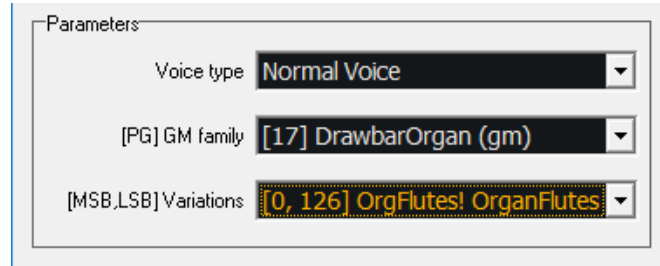 Parameters
Voice type Normal Voice
[PG] GM family [17] DrawbarOrgan (gm)
[MSB,LSB] Variations [0, 126] OrgFlutes! OrganFlutes